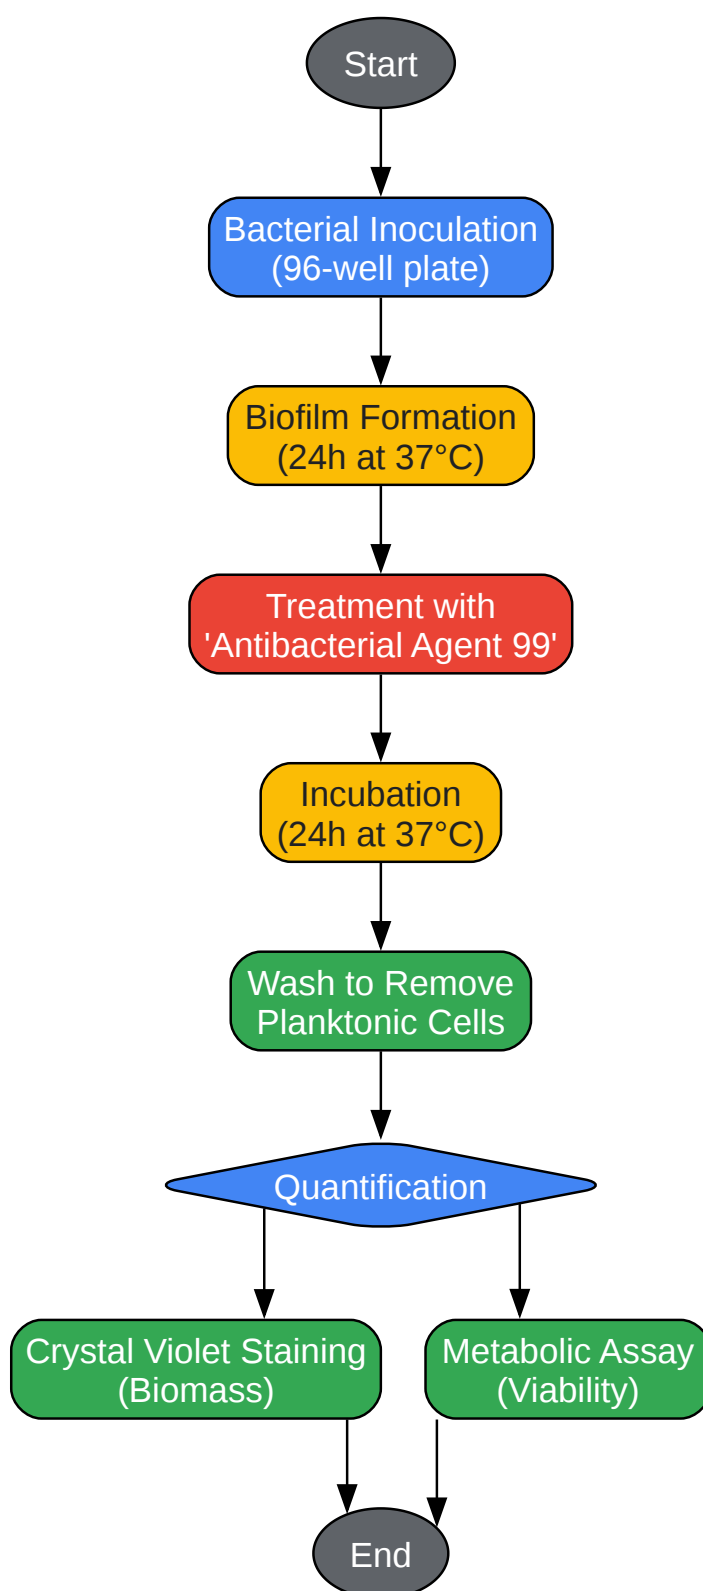 Start
Bacterial Inoculation
(96-well plate)
Biofilm Formation
(24h at 37°C)
Treatment with
'Antibacterial Agent 99'
Incubation
(24h at 37°C)
Wash to Remove
Planktonic Cells
Quantification
Crystal Violet Staining
(Biomass)
Metabolic Assay
(Viability)
End